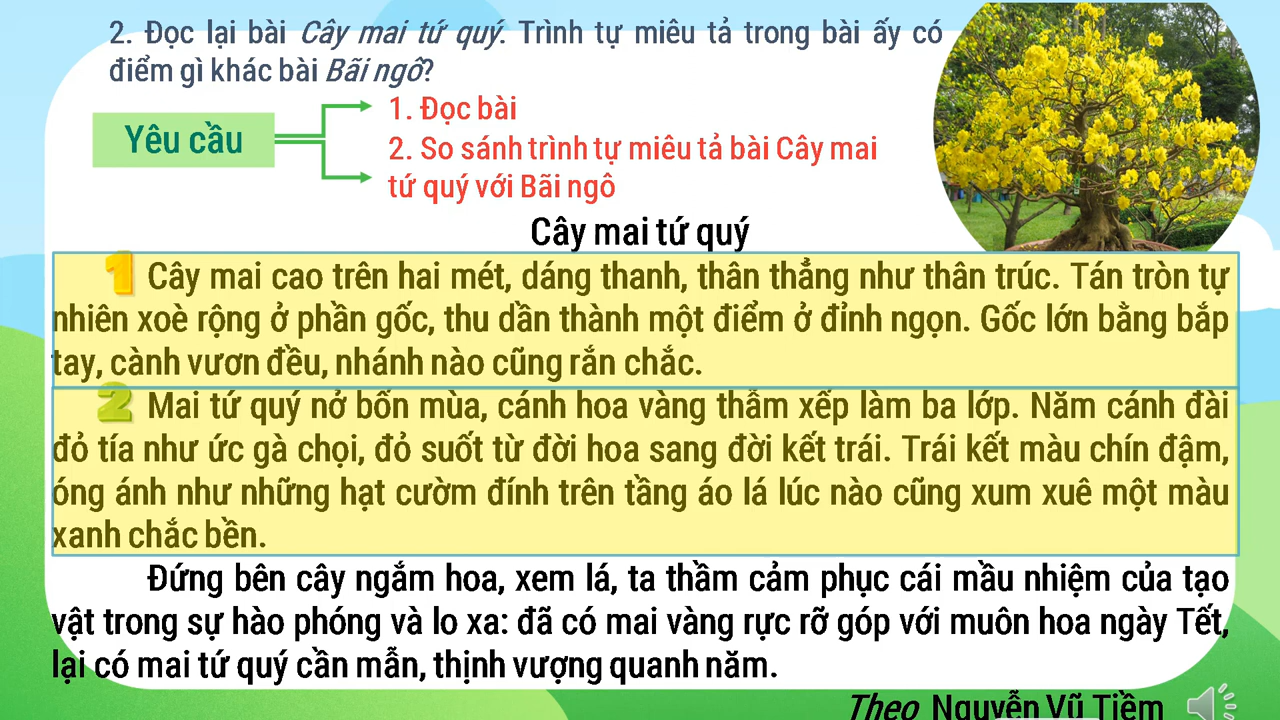 2. Đọc lại bài Cây mai tứ quý. Trình tự miêu tả trong bài ấy có
điểm gì khác bài Bãi ngô?
Yêu cầu
1. Đọc bài
2. So sánh trình tự miêu tả bài Cây mai
tứ quý với Bãi ngô
Cây mai tứ quý
1 Cây mai cao trên hai mét, dáng thanh, thân thẳng như thân trúc. Tán tròn tự
nhiên xoè rộng ở phần gốc, thu dần thành một điểm ở đỉnh ngọn. Gốc lớn bằng bắp
tay, cành vươn đều, nhánh nào cũng rắn chắc.
2 Mai tứ quý nở bốn mùa, cánh hoa vàng thẫm xếp làm ba lớp. Năm cánh đài
đỏ tía như ức gà chọi, đỏ suốt từ đời hoa sang đời kết trái. Trái kết màu chín đậm,
óng ánh như những hạt cườm đính trên tầng áo lá lúc nào cũng xum xuê một màu
xanh chắc bền.
Đứng bên cây ngắm hoa, xem lá, ta thầm cảm phục cái mầu nhiệm của tạo
vật trong sự hào phóng và lo xa: đã có mai vàng rực rỡ góp với muôn hoa ngày Tết,
lại có mai tứ quý cần mẫn, thịnh vượng quanh năm.
Theo Nguyễn Vũ Tiềm